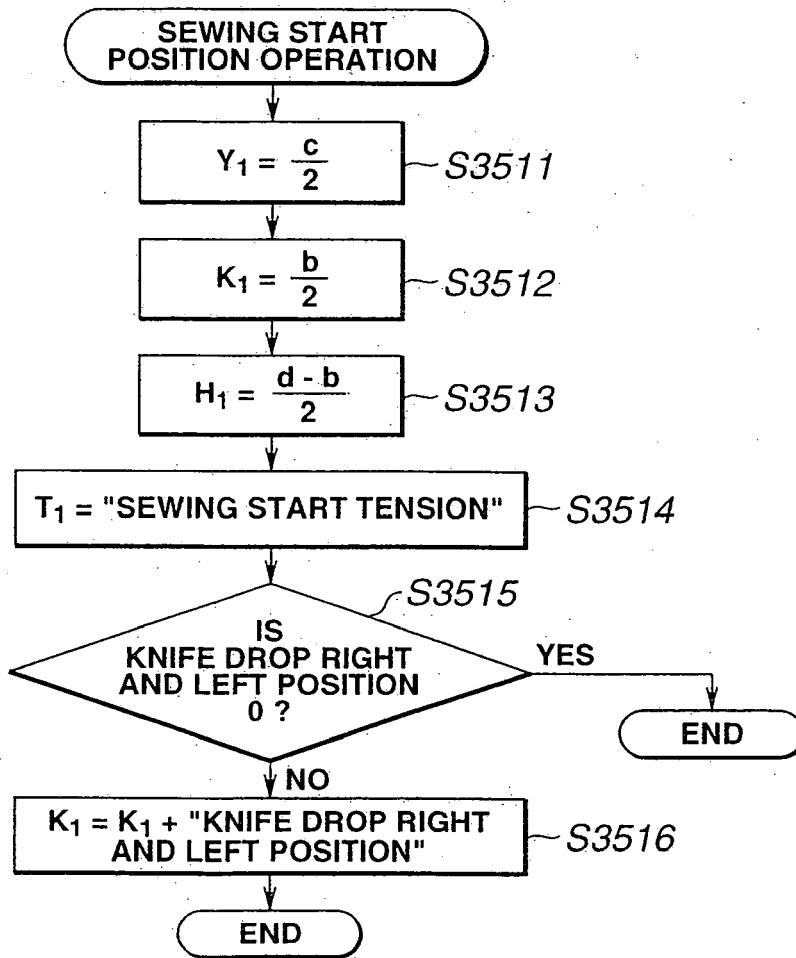 SEWING START
POSITION OPERATION
Y₁ = c/2
S3511
K₁ = b/2
S3512
H₁ = d - b/2
S3513
T₁ = "SEWING START TENSION"
S3514
S3515
IS
KNIFE DROP RIGHT
AND LEFT POSITION
0 ?
YES
END
NO
K₁ = K₁ + "KNIFE DROP RIGHT
AND LEFT POSITION"
S3516
END